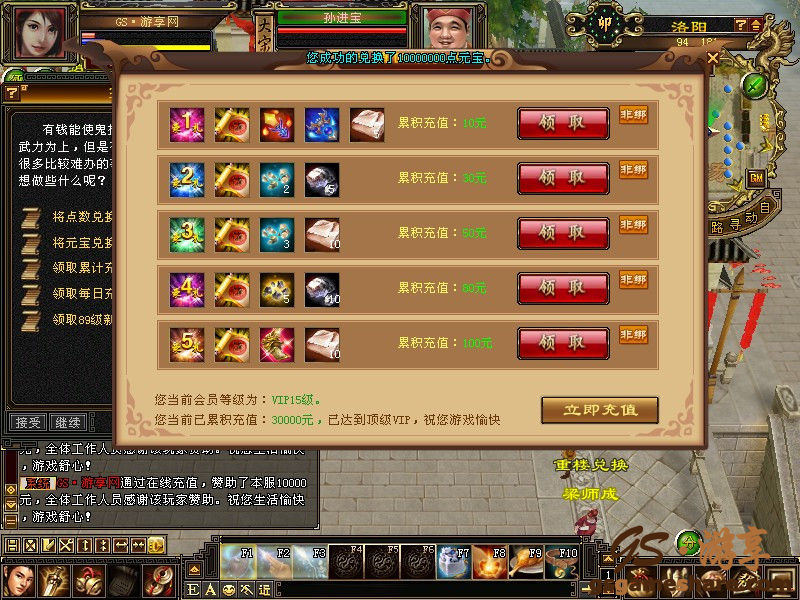 GS·游享网
孙进宝
卯
洛阳
94 181
您成功的兑换了10000000点元宝。
有钱能使鬼
武力为上，但是
很多比较难办的
想做些什么呢？
将点数兑换
将元宝兑换
领取累计充
领取每日充
领取89级新
接受 继续
累积充值：10元 领取 非绑
累积充值：30元 领取 非绑
累积充值：50元 领取 非绑
累积充值：80元 领取 非绑
累积充值：100元 领取 非绑
您当前会员等级为：VIP15级。
您当前已累积充值：30000元，已达到顶级VIP，祝您游戏愉快
立即充值
GM
自动寻路
元，全体工作人员感谢该玩家赞助。祝您生活愉快
，游戏舒心！
系统 GS·游享网通过在线充值，赞助了本服10000
元，全体工作人员感谢该玩家赞助。祝您生活愉快
，游戏舒心！
重楼兑换
梁师成
F1 F2 F3 F4 F5 F6 F7 F8 F9 F10
GS 游享